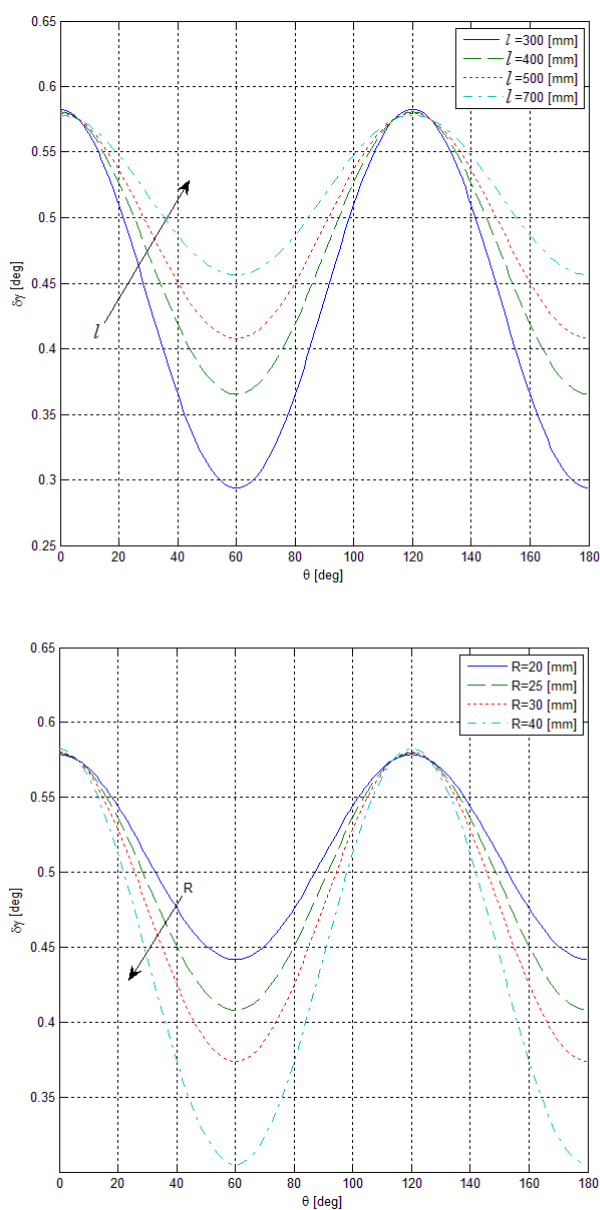 0.65
0.6
0.55
0.5
0.45
0.4
0.35
0.3
0.25
δγ [deg]
l =300 [mm]
l =400 [mm]
l =500 [mm]
l =700 [mm]
l
0 20 40 60 80 100 120 140 160 180
θ [deg]
0.65
0.6
0.55
0.5
0.45
0.4
0.35
δγ [deg]
R=20 [mm]
R=25 [mm]
R=30 [mm]
R=40 [mm]
R
0 20 40 60 80 100 120 140 160 180
θ [deg]